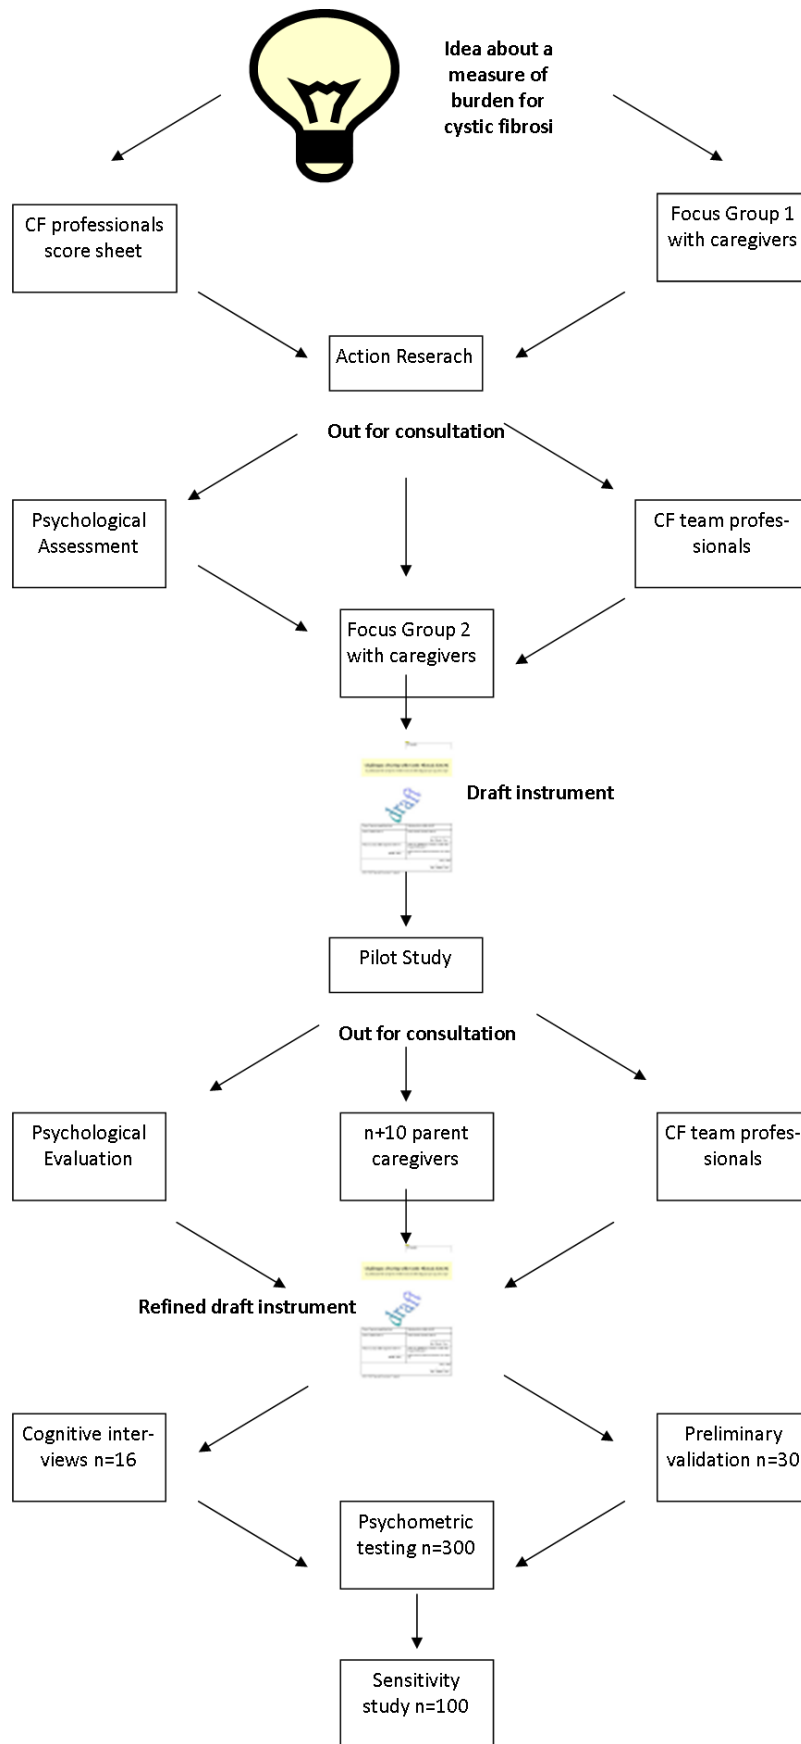 Idea about a
measure of
burden for
cystic fibrosi
CF professionals
score sheet
Focus Group 1
with caregivers
Action Reserach
Out for consultation
Psychological
Assessment
CF team profes-
sionals
Focus Group 2
with caregivers
draft
Draft instrument
Pilot Study
Out for consultation
Psychological
Evaluation
n+10 parent
caregivers
CF team profes-
sionals
Refined draft instrument
draft
Cognitive inter-
views n=16
Preliminary
validation n=30
Psychometric
testing n=300
Sensitivity
study n=100